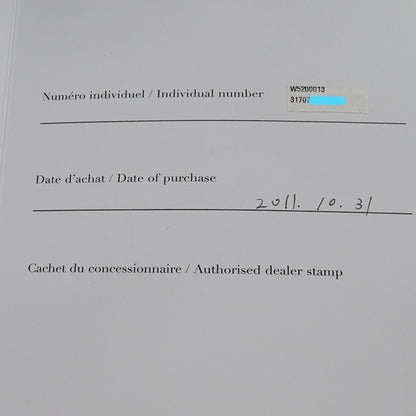 Numéro individuel / Individual number
W5200013
31707
Date d'achat / Date of purchase
2011. 10. 31
Cachet du concessionnaire / Authorised dealer stamp